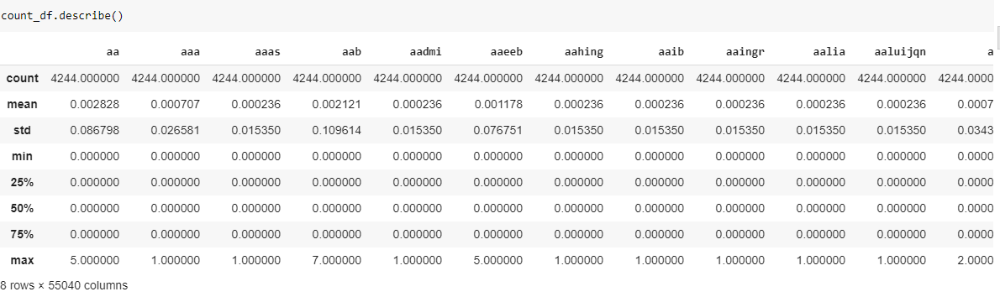 count_df.describe()
aa aaa aaas aab aadmi aaeeb aahing aaib aaingr aalia aaluijqn a
count 4244.000000 4244.000000 4244.000000 4244.000000 4244.000000 4244.000000 4244.000000 4244.000000 4244.000000 4244.000000 4244.000000 4244.0000
mean 0.002828 0.000707 0.000236 0.002121 0.000236 0.001178 0.000236 0.000236 0.000236 0.000236 0.000236 0.0007
std 0.086798 0.026581 0.015350 0.109614 0.015350 0.076751 0.015350 0.015350 0.015350 0.015350 0.015350 0.0343
min 0.000000 0.000000 0.000000 0.000000 0.000000 0.000000 0.000000 0.000000 0.000000 0.000000 0.000000 0.0000
25% 0.000000 0.000000 0.000000 0.000000 0.000000 0.000000 0.000000 0.000000 0.000000 0.000000 0.000000 0.0000
50% 0.000000 0.000000 0.000000 0.000000 0.000000 0.000000 0.000000 0.000000 0.000000 0.000000 0.000000 0.0000
75% 0.000000 0.000000 0.000000 0.000000 0.000000 0.000000 0.000000 0.000000 0.000000 0.000000 0.000000 0.0000
max 5.000000 1.000000 1.000000 7.000000 1.000000 5.000000 1.000000 1.000000 1.000000 1.000000 1.000000 2.0000
8 rows × 55040 columns